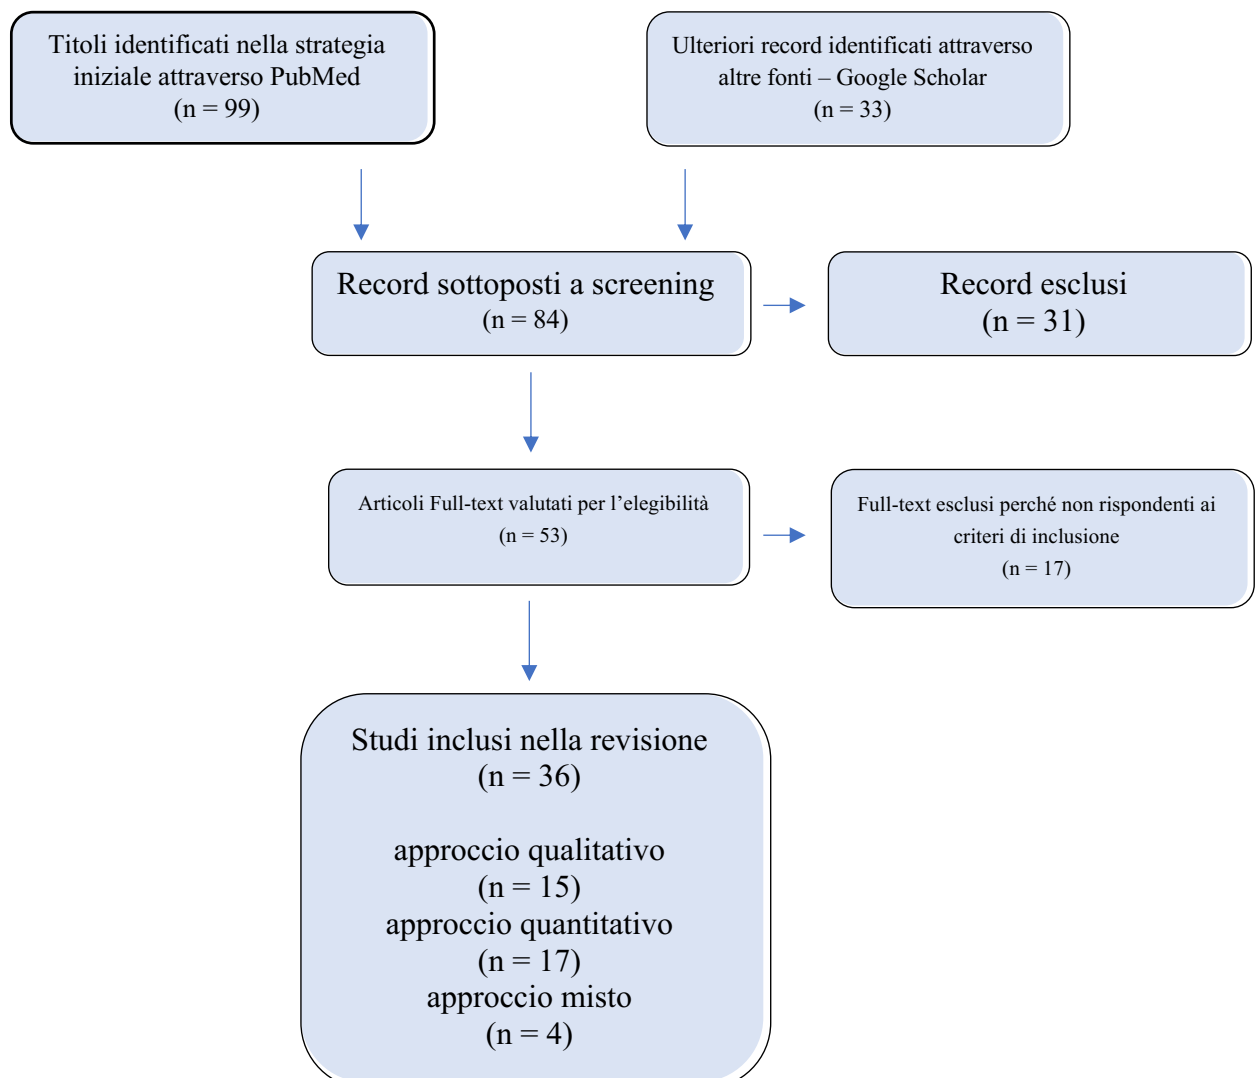 Titoli identificati nella strategia
iniziale attraverso PubMed
(n = 99)
Ulteriori record identificati attraverso
altre fonti – Google Scholar
(n = 33)
Record sottoposti a screening
(n = 84)
Record esclusi
(n = 31)
Articoli Full-text valutati per l’elegibilità
(n = 53)
Full-text esclusi perché non rispondenti ai
criteri di inclusione
(n = 17)
Studi inclusi nella revisione
(n = 36)
approccio qualitativo
(n = 15)
approccio quantitativo
(n = 17)
approccio misto
(n = 4)